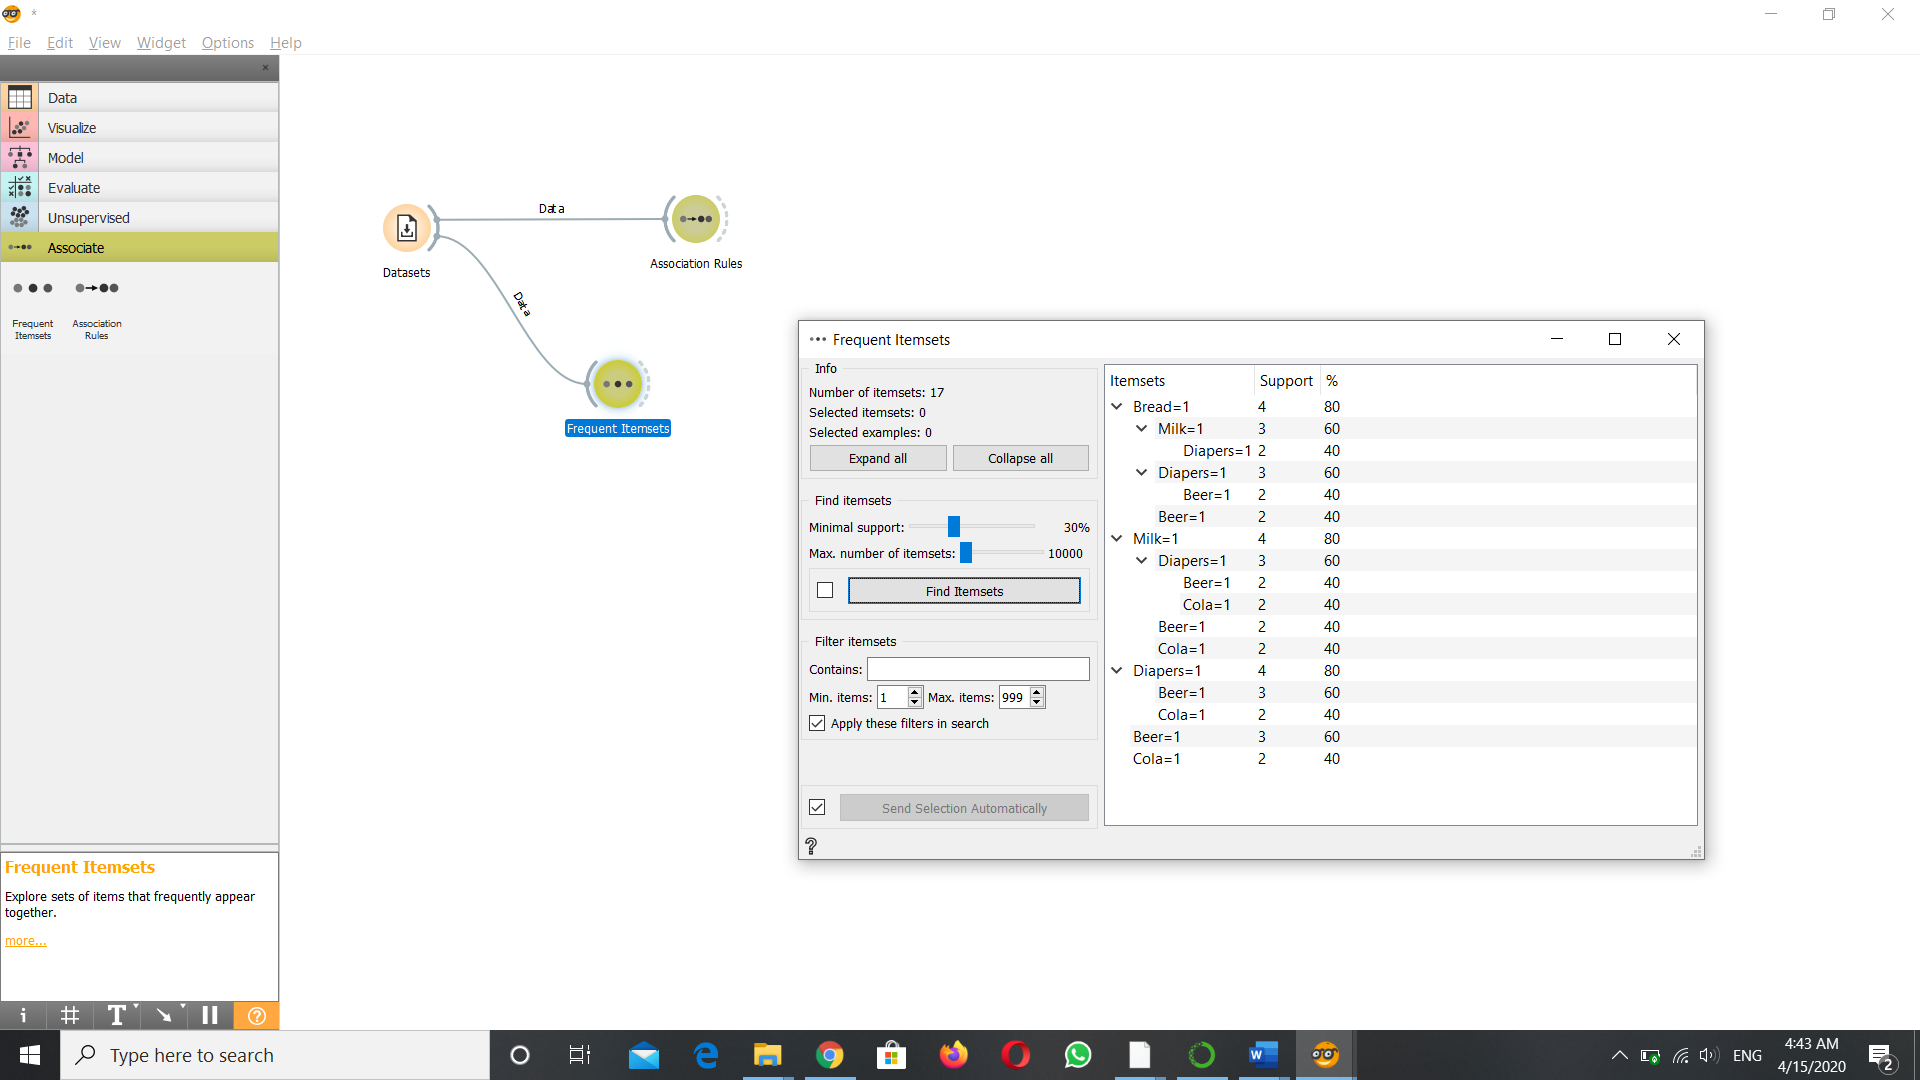 *
File Edit View Widget Options Help
Data
Visualize
Model
Evaluate
Unsupervised
Associate
Frequent Itemsets
Association Rules
Datasets
Data
Association Rules
Data
Frequent Itemsets
Frequent Itemsets
Info
Number of itemsets: 17
Selected itemsets: 0
Selected examples: 0
Expand all Collapse all
Find itemsets
Minimal support: 30%
Max. number of itemsets: 10000
Find Itemsets
Filter itemsets
Contains:
Min. items: 1 Max. items: 999
Apply these filters in search
Send Selection Automatically
?
Itemsets Support %
Bread=1 4 80
Milk=1 3 60
Diapers=1 2 40
Diapers=1 3 60
Beer=1 2 40
Beer=1 2 40
Milk=1 4 80
Diapers=1 3 60
Beer=1 2 40
Cola=1 2 40
Beer=1 2 40
Cola=1 2 40
Diapers=1 4 80
Beer=1 3 60
Cola=1 2 40
Beer=1 3 60
Cola=1 2 40
Frequent Itemsets
Explore sets of items that frequently appear
together.
more...
i # T ?
Type here to search
ENG
4:43 AM
4/15/2020
2